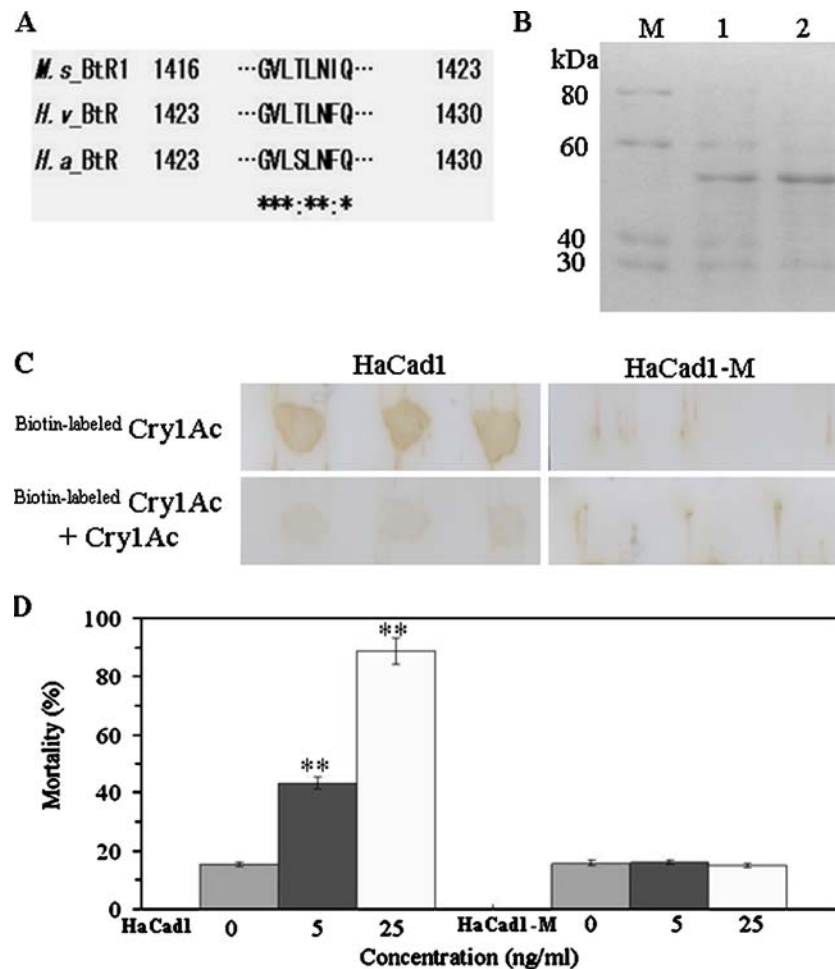 A
M.s_BtR1 1416 ···GVLTLNIQ··· 1423
H.v_BtR 1423 ···GVLTLNFQ··· 1430
H.a_BtR 1423 ···GVLSLNFQ··· 1430
***:**:*
B
M 1 2
kDa
80
60
40
30
C
HaCad1 HaCad1-M
Biotin-labeled Cry1Ac
Biotin-labeled Cry1Ac
+ Cry1Ac
D
Mortality (%)
100
80
60
40
20
0
**
**
HaCad1 0 5 25 HaCad1-M 0 5 25
Concentration (ng/ml)